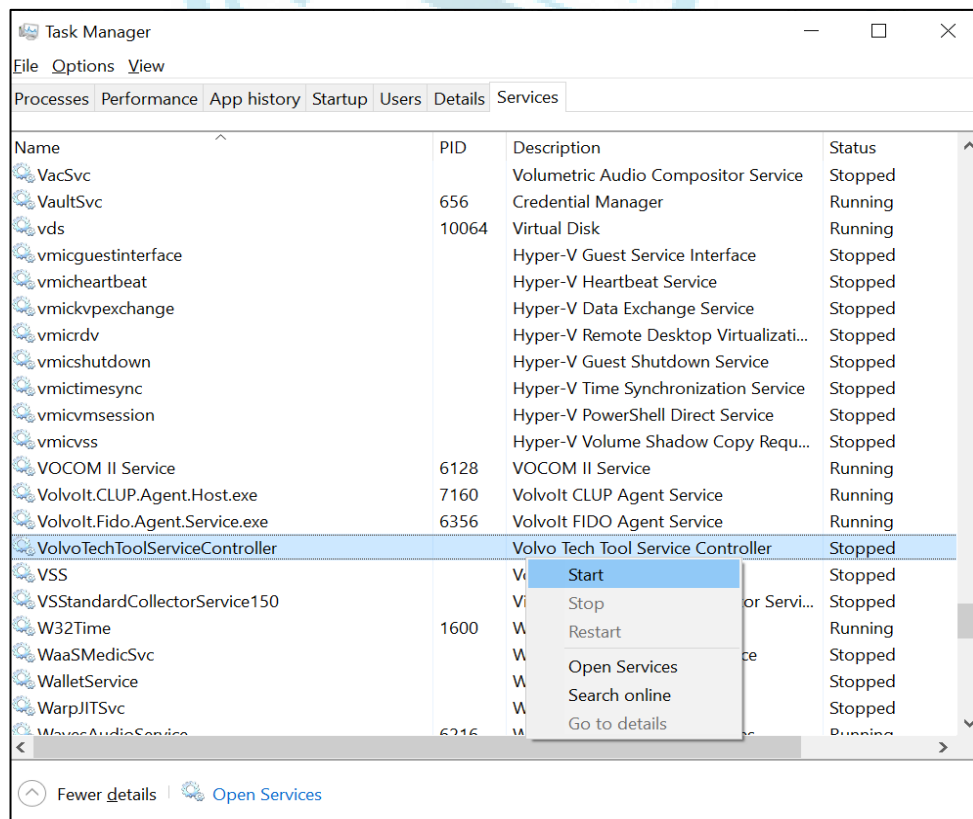 Task Manager
File Options View
Processes Performance App history Startup Users Details Services
Name PID Description Status
VacSvc Volumetric Audio Compositor Service Stopped
VaultSvc 656 Credential Manager Running
vds 10064 Virtual Disk Running
vmicguestinterface Hyper-V Guest Service Interface Stopped
vmicheartbeat Hyper-V Heartbeat Service Stopped
vmickvpexchange Hyper-V Data Exchange Service Stopped
vmicrdv Hyper-V Remote Desktop Virtualizati... Stopped
vmicshutdown Hyper-V Guest Shutdown Service Stopped
vmictimesync Hyper-V Time Synchronization Service Stopped
vmicvmsession Hyper-V PowerShell Direct Service Stopped
vmicvss Hyper-V Volume Shadow Copy Requ... Stopped
VOCOM II Service 6128 VOCOM II Service Running
VolvoIt.CLUP.Agent.Host.exe 7160 VolvoIt CLUP Agent Service Running
VolvoIt.Fido.Agent.Service.exe 6356 VolvoIt FIDO Agent Service Running
VolvoTechToolServiceController Volvo Tech Tool Service Controller Stopped
VSS Start Stopped
VSStandardCollectorService150 Stop or Servi... Stopped
W32Time 1600 Restart Running
WaaSMedicSvc Open Services Stopped
WalletService Search online Stopped
WarpJITSvc Go to details Stopped
WavesAudioService 6216 Running
Fewer details Open Services